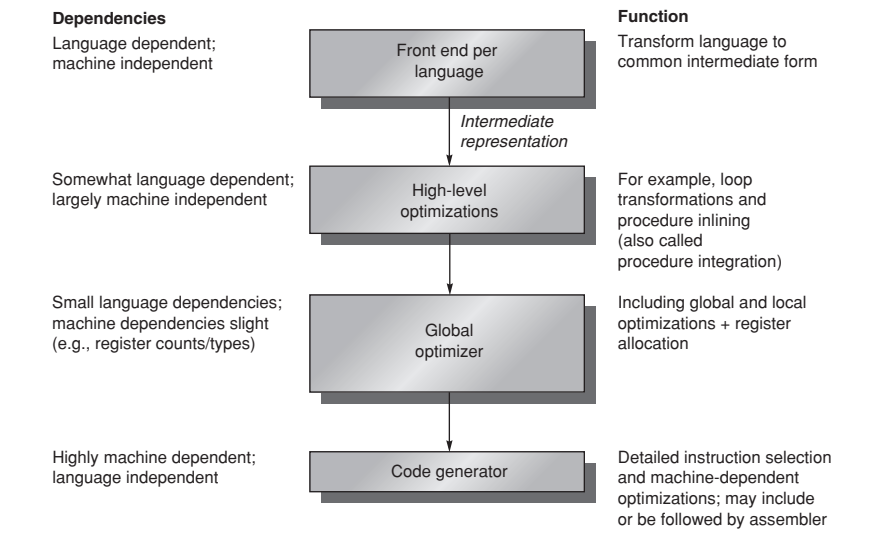 Dependencies
Function
Language dependent;
machine independent
Front end per
language
Transform language to
common intermediate form
Intermediate
representation
Somewhat language dependent;
largely machine independent
High-level
optimizations
For example, loop
transformations and
procedure inlining
(also called
procedure integration)
Small language dependencies;
machine dependencies slight
(e.g., register counts/types)
Global
optimizer
Including global and local
optimizations + register
allocation
Highly machine dependent;
language independent
Code generator
Detailed instruction selection
and machine-dependent
optimizations; may include
or be followed by assembler